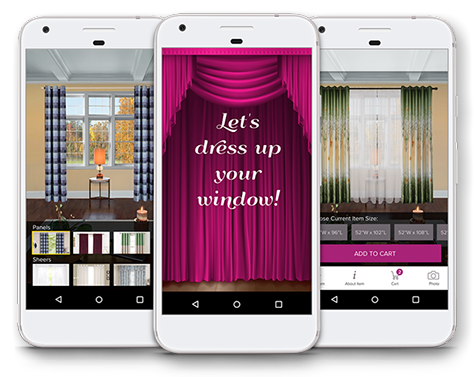 Panels
Sheers
Let's
dress up
your
window!
ose Current Item Size:
W x 96"L
52"W x 102"L
52"W
ADD TO CART
m
About Item
2
Cart
Photo